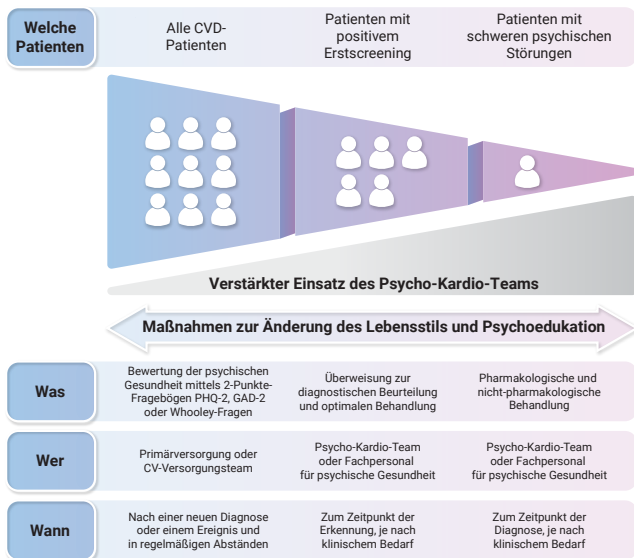 Welche
Patienten
Alle CVD-
Patienten
Patienten mit
positivem
Erstscreening
Patienten mit
schweren psychischen
Störungen
Verstärkter Einsatz des Psycho-Kardio-Teams
Maßnahmen zur Änderung des Lebensstils und Psychoedukation
Was
Bewertung der psychischen
Gesundheit mittels 2-Punkte-
Fragebögen PHQ-2, GAD-2
oder Whooley-Fragen
Überweisung zur
diagnostischen Beurteilung
und optimalen Behandlung
Pharmakologische und
nicht-pharmakologische
Behandlung
Wer
Primärversorgung oder
CV-Versorgungsteam
Psycho-Kardio-Team
oder Fachpersonal
für psychische Gesundheit
Psycho-Kardio-Team
oder Fachpersonal
für psychische Gesundheit
Wann
Nach einer neuen Diagnose
oder einem Ereignis und
in regelmäßigen Abständen
Zum Zeitpunkt der
Erkennung, je nach
klinischem Bedarf
Zum Zeitpunkt der
Diagnose, je nach
klinischem Bedarf